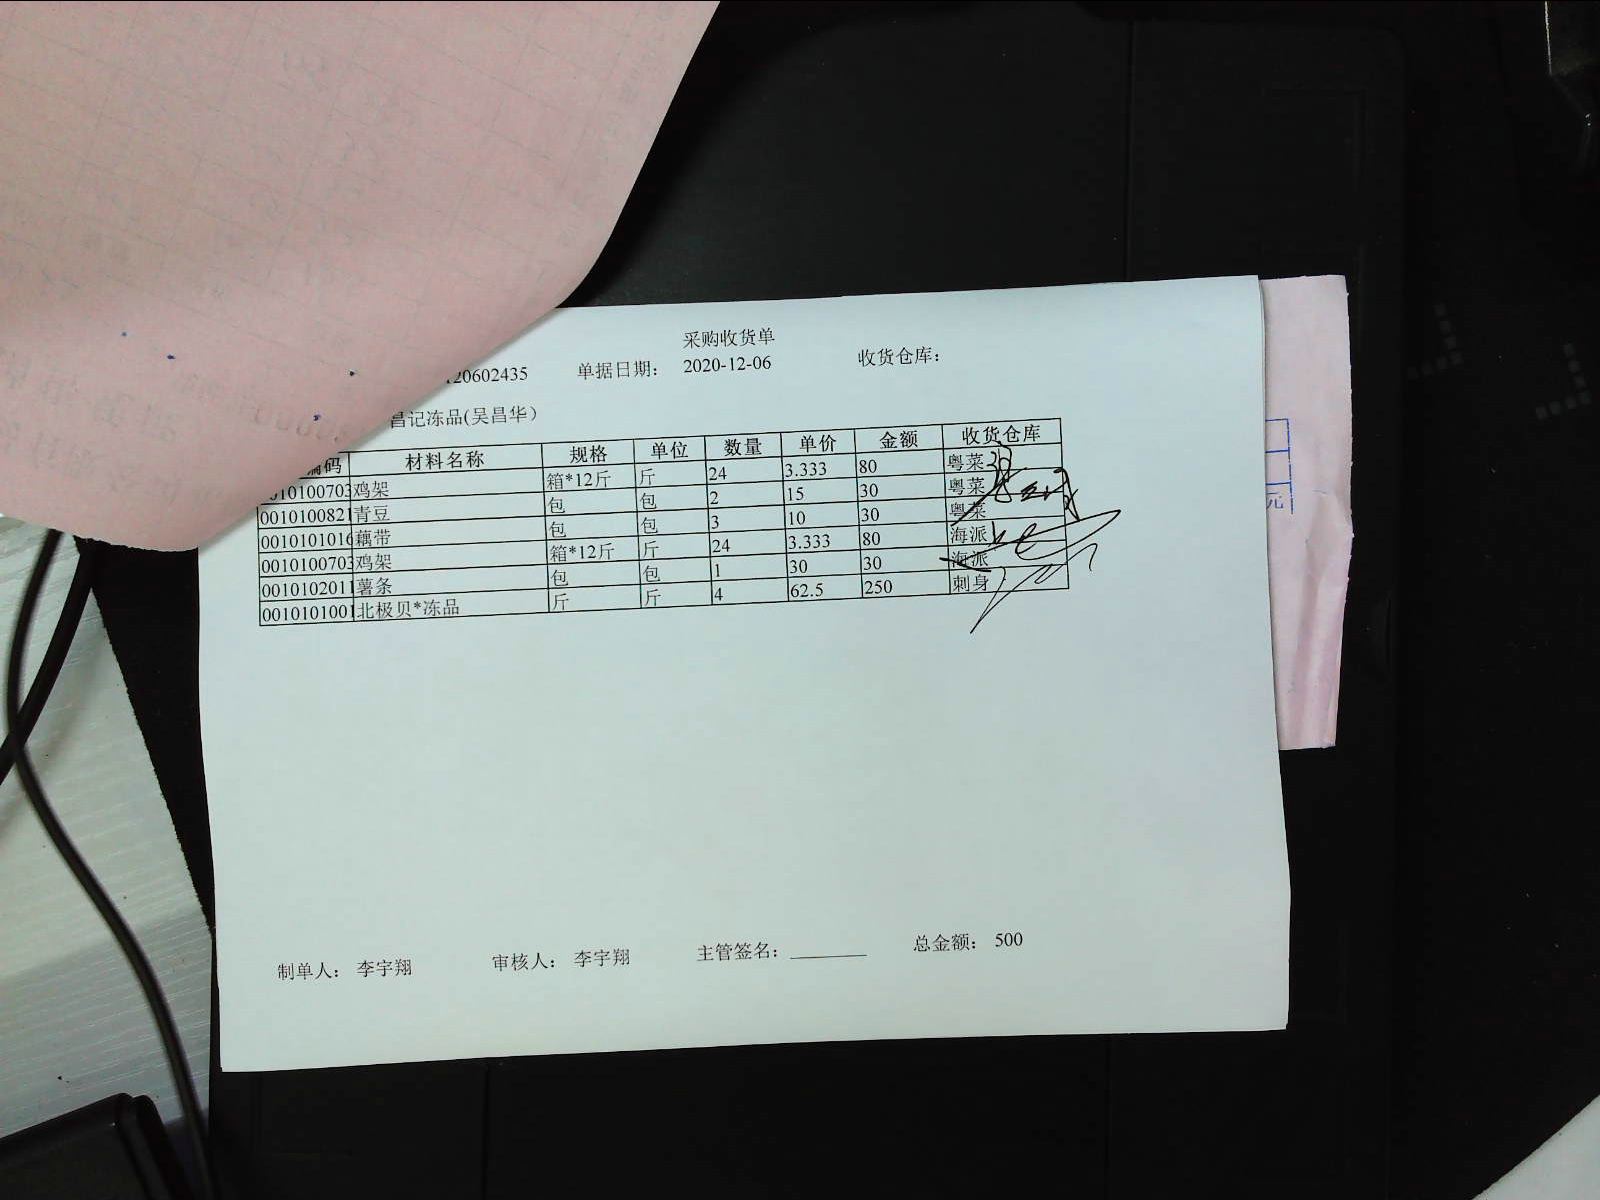 采购收货单
20602435 单据日期: 2020-12-06 收货仓库:
昌记冻品(吴昌华)
编码 材料名称 规格 单位 数量 单价 金额 收货仓库
010100703 鸡架 箱*12斤 斤 24 3.333 80 粤菜
0010100821 青豆 包 包 2 15 30 粤菜
0010101016 藕带 包 包 3 10 30 粤菜
0010100703 鸡架 箱*12斤 斤 24 3.333 80 海派
0010102011 薯条 包 包 1 30 30 海派
0010101001 北极贝*冻品 斤 斤 4 62.5 250 刺身
元
制单人: 李宇翔 审核人: 李宇翔 主管签名: 总金额: 500